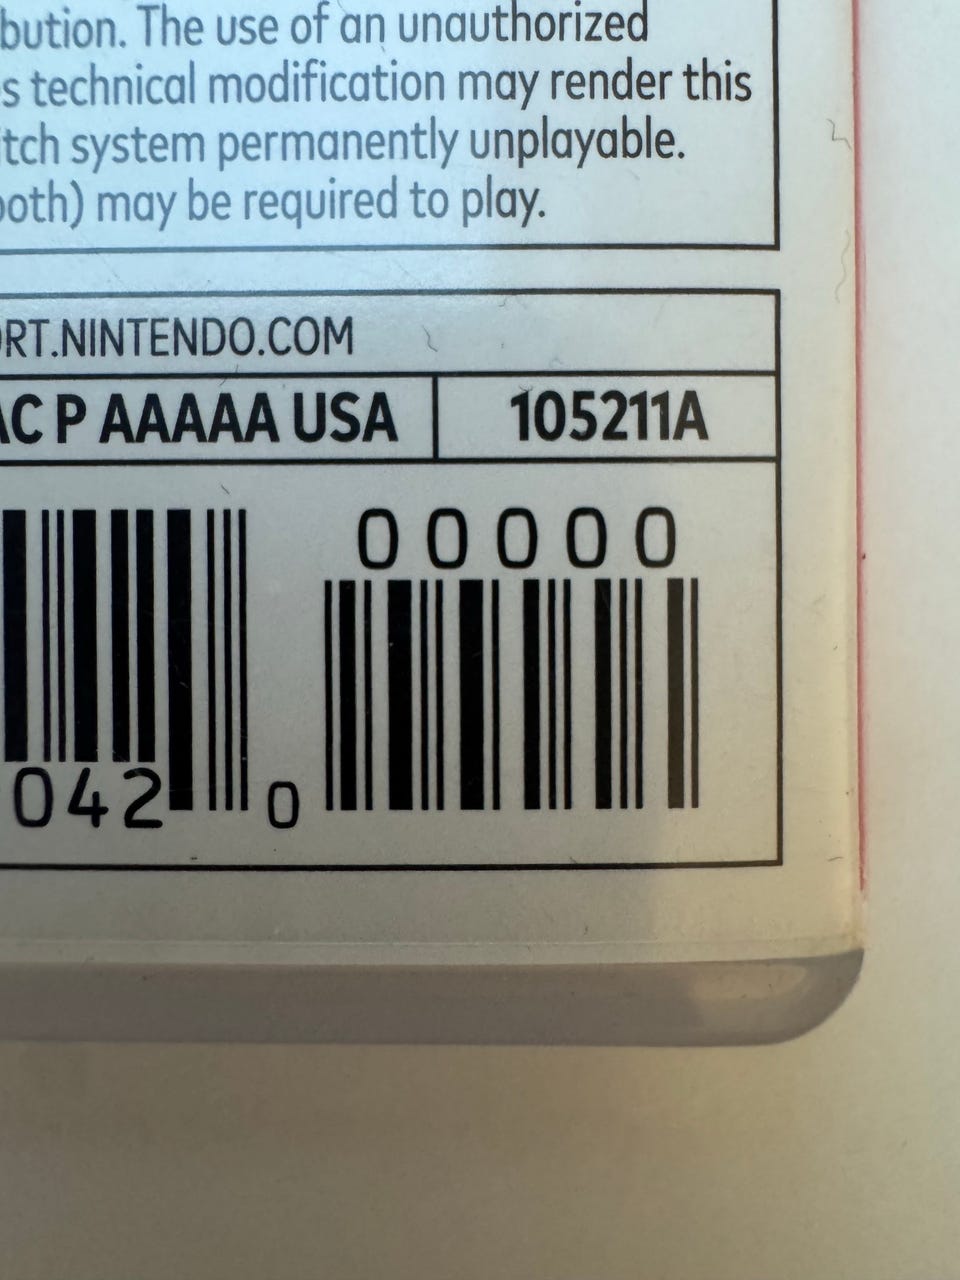 bution. The use of an unauthorized
s technical modification may render this
tch system permanently unplayable.
ooth) may be required to play.
RT.NINTENDO.COM
AC P AAAAA USA 105211A
00000
042 0